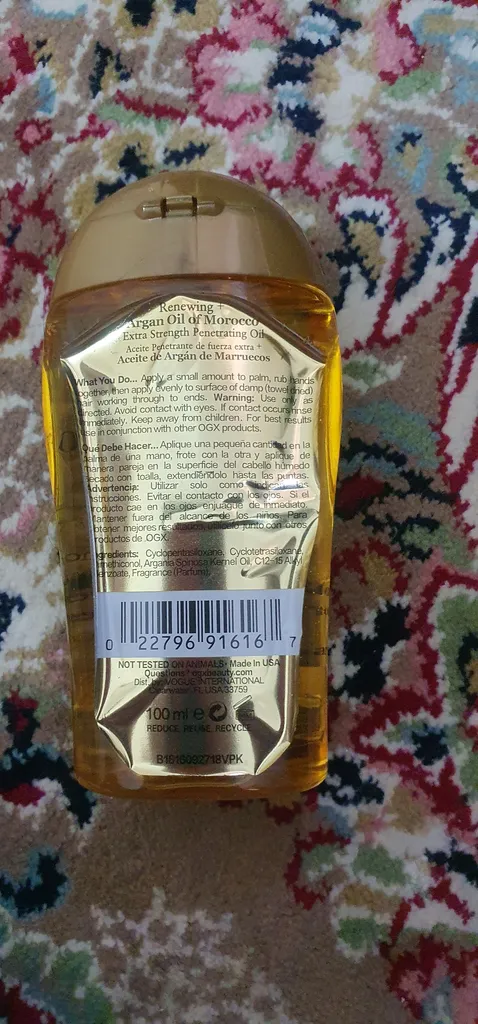 Renewing +
Argan Oil of Morocco
Extra Strength Penetrating Oil
Aceite Penetrante de fuerza extra +
Aceite de Argán de Marruecos
What You Do... Apply a small amount to palm, rub hands
together, then apply evenly to surface of damp (towel dried)
hair working through to ends. Warning: Use only as
directed. Avoid contact with eyes. If contact occurs rinse
immediately. Keep away from children. For best results
use in conjunction with other OGX products.
Que Debe Hacer... Aplique una pequeña cantidad en la
palma de una mano, frote con la otra y aplique de
manera pareja en la superficie del cabello húmedo
secado con toalla, extendiéndolo hasta las puntas.
Advertencia: Utilizar solo como indican las
instrucciones. Evitar el contacto con los ojos. Si el
producto cae en los ojos enjuague de inmediato.
Mantener fuera del alcance de los niños. Para
obtener mejores resultados, utilícelo junto con otros
productos de OGX.
Ingredients: Cyclopentasiloxane, Cyclotetrasiloxane,
Dimethiconol, Argania Spinosa Kernel Oil, C12-15 Alkyl
Benzoate, Fragrance (Parfum),
0 22796 91616 7
NOT TESTED ON ANIMALS • Made In USA
Questions? ogxbeauty.com
Dist. by: VOGUE INTERNATIONAL
Clearwater, FL USA 33759
100 ml e
REDUCE, REUSE, RECYCLE
B1616092718VPK